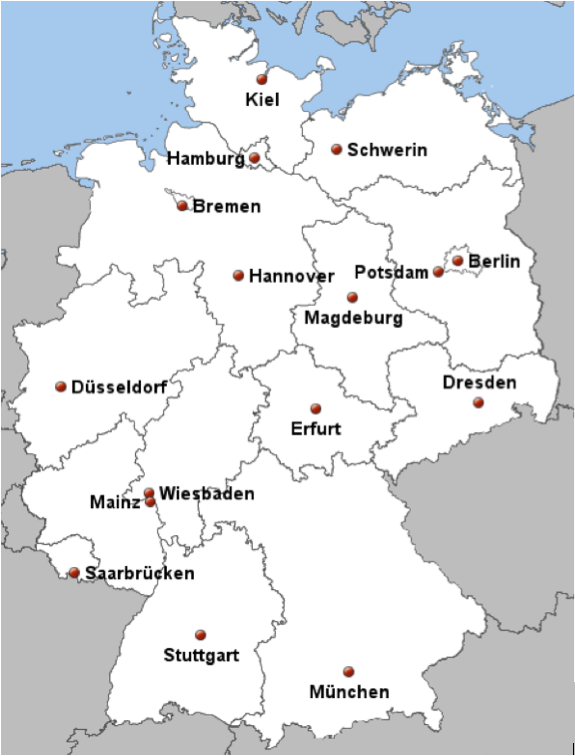 Kiel
Schwerin
Hamburg
Bremen
Berlin
Potsdam
Hannover
Magdeburg
Düsseldorf
Dresden
Erfurt
Wiesbaden
Mainz
Saarbrücken
Stuttgart
München